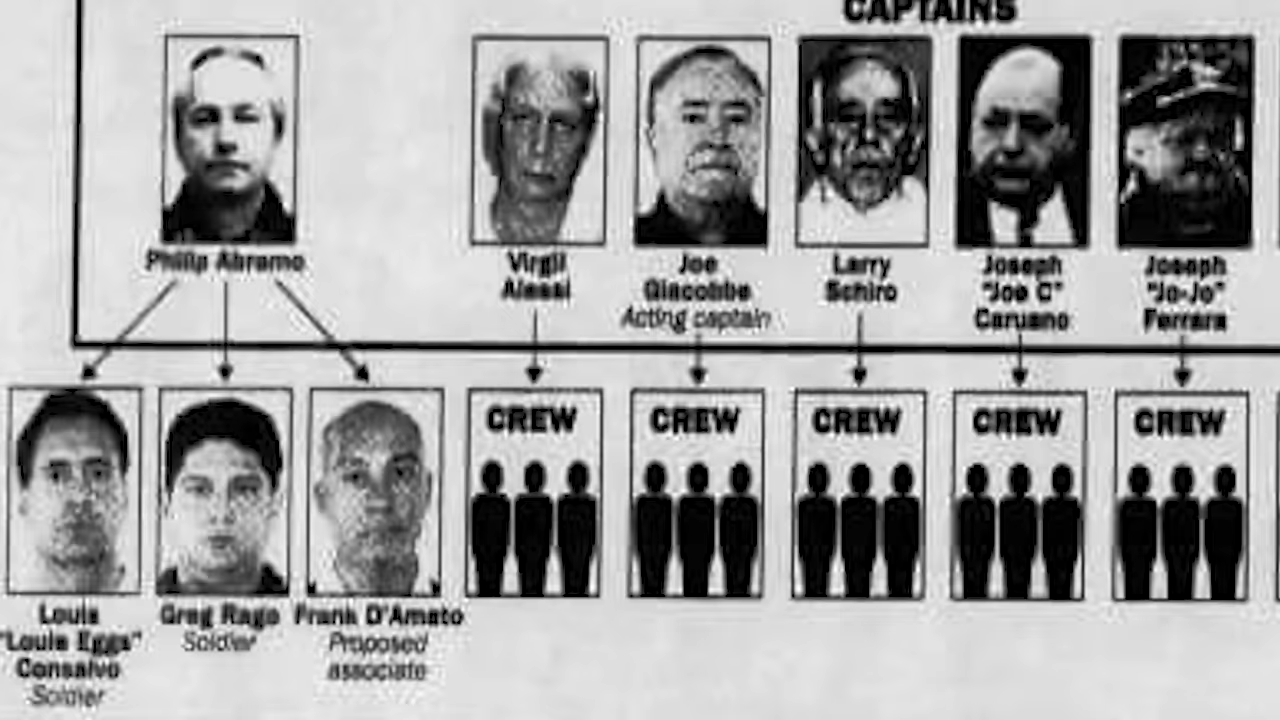 CAPTAINS
Philip Abramo
Virgil
Alessi
Joe
Giacobbe
Acting captain
Larry
Schiro
Joseph
"Joe C"
Caruano
Joseph
"Jo-Jo"
Ferrara
CREW
CREW
CREW
CREW
CREW
Louis
"Louie Eggs"
Consalvo
Soldier
Greg Rago
Soldier
Frank D'Amato
Proposed
associate